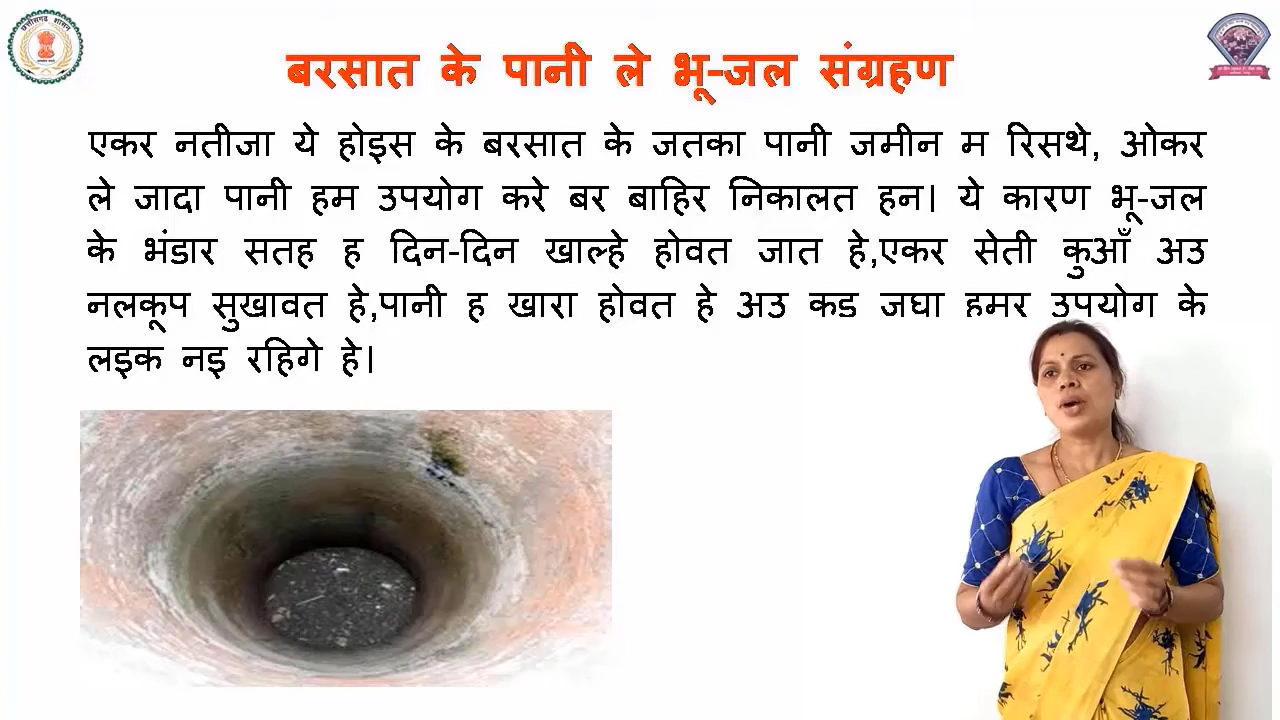 बरसात के पानी ले भू-जल संग्रहण
एकर नतीजा ये होइस के बरसात के जतका पानी जमीन म रिसथे, ओकर
ले जादा पानी हम उपयोग करे बर बाहिर निकालत हन। ये कारण भू-जल
के भंडार सतह ह दिन-दिन खाल्हे होवत जात हे,एकर सेती कुआँ अउ
नलकूप सुखावत हे,पानी ह खारा होवत हे अउ कइ जघा हमर उपयोग के
लइक नइ रहिगे हे।